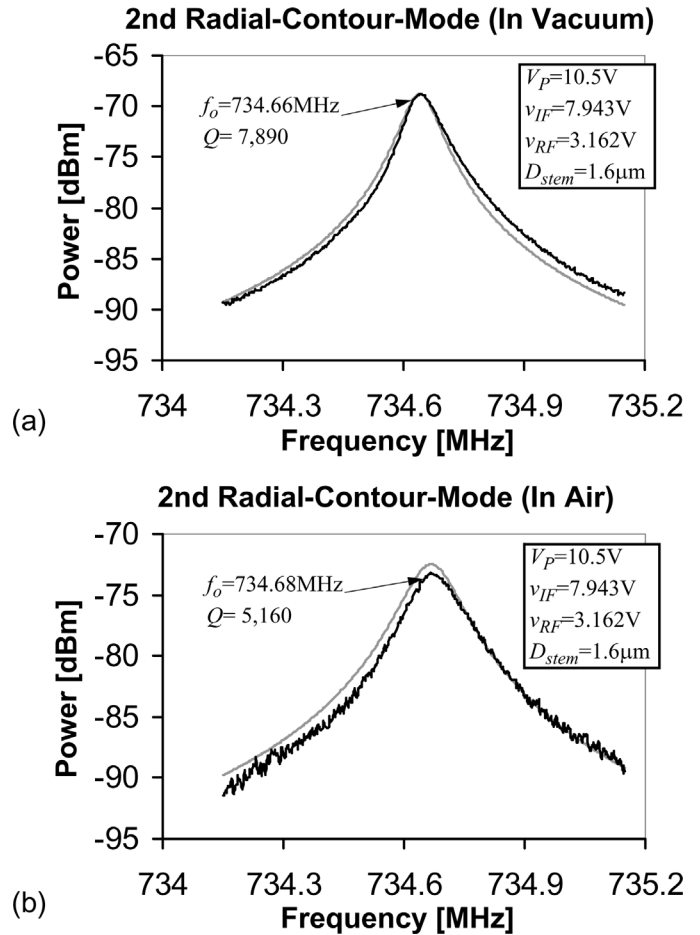 2nd Radial-Contour-Mode (In Vacuum)
-65
-70
-75
-80
-85
-90
-95
Power [dBm]
fo=734.66MHz
Q= 7,890
VP=10.5V
vIF=7.943V
vRF=3.162V
Dstem=1.6μm
734
734.3
734.6
734.9
735.2
Frequency [MHz]
(a)
2nd Radial-Contour-Mode (In Air)
-70
-75
-80
-85
-90
-95
Power [dBm]
fo=734.68MHz
Q= 5,160
VP=10.5V
vIF=7.943V
vRF=3.162V
Dstem=1.6μm
734
734.3
734.6
734.9
735.2
Frequency [MHz]
(b)